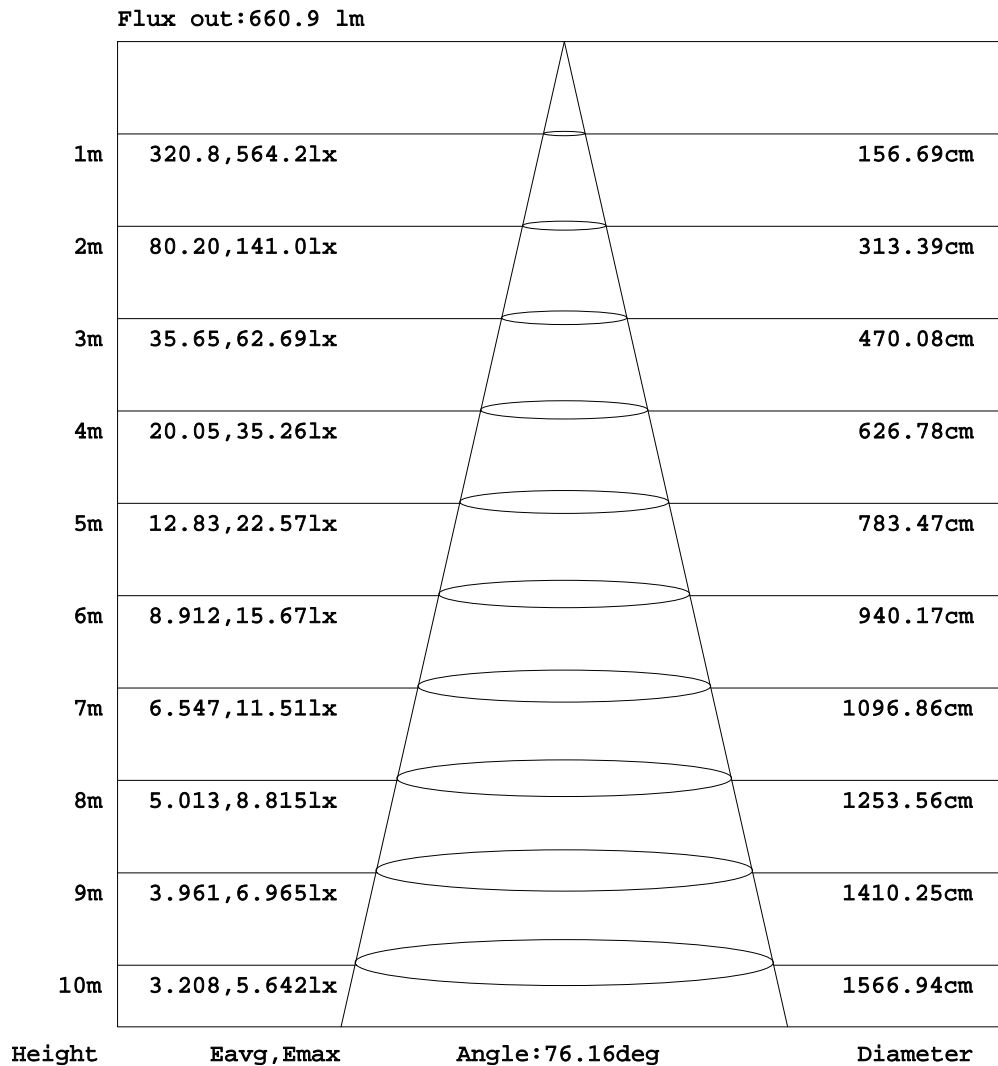 Flux out:660.9 lm
1m 320.8,564.2lx 156.69cm
2m 80.20,141.0lx 313.39cm
3m 35.65,62.69lx 470.08cm
4m 20.05,35.26lx 626.78cm
5m 12.83,22.57lx 783.47cm
6m 8.912,15.67lx 940.17cm
7m 6.547,11.51lx 1096.86cm
8m 5.013,8.815lx 1253.56cm
9m 3.961,6.965lx 1410.25cm
10m 3.208,5.642lx 1566.94cm
Height Eavg,Emax Angle:76.16deg Diameter